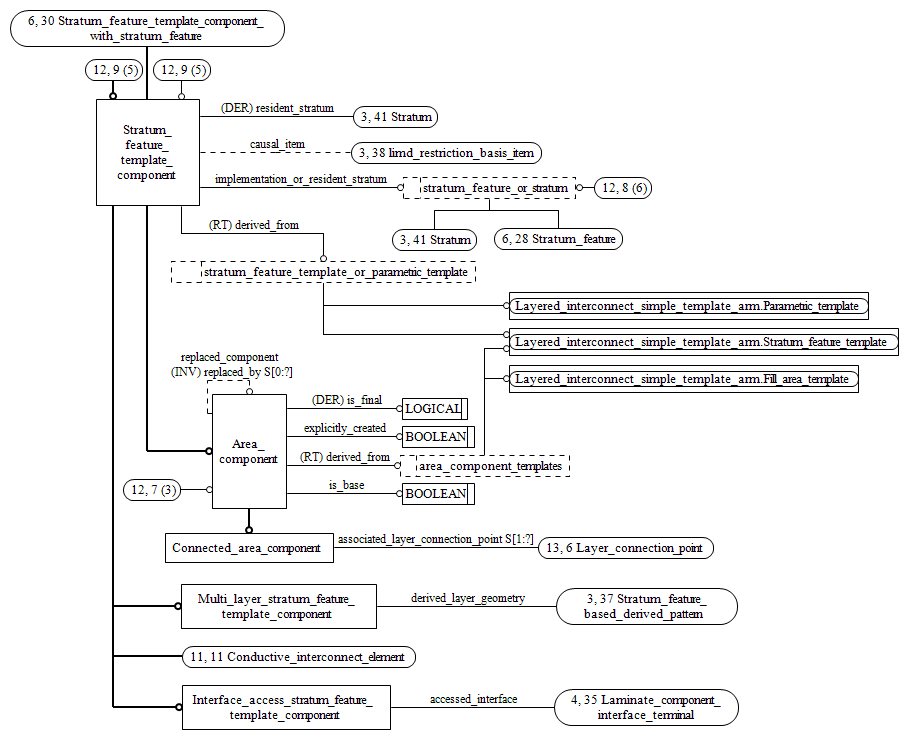 6, 30 Stratum_feature_template_component_
with_stratum_feature
12, 9 (5)
12, 9 (5)
Stratum_
feature_
template_
component
(DER) resident_stratum
3, 41 Stratum
causal_item
3, 38 limd_restriction_basis_item
implementation_or_resident_stratum
stratum_feature_or_stratum
12, 8 (6)
3, 41 Stratum
6, 28 Stratum_feature
(RT) derived_from
stratum_feature_template_or_parametric_template
Layered_interconnect_simple_template_arm.Parametric_template
Layered_interconnect_simple_template_arm.Stratum_feature_template
Layered_interconnect_simple_template_arm.Fill_area_template
replaced_component
(INV) replaced_by S[0:?]
Area_
component
(DER) is_final
LOGICAL
explicitly_created
BOOLEAN
(RT) derived_from
area_component_templates
is_base
BOOLEAN
12, 7 (3)
Connected_area_component
associated_layer_connection_point S[1:?]
13, 6 Layer_connection_point
Multi_layer_stratum_feature_
template_component
derived_layer_geometry
3, 37 Stratum_feature_
based_derived_pattern
11, 11 Conductive_interconnect_element
Interface_access_stratum_feature_
template_component
accessed_interface
4, 35 Laminate_component_
interface_terminal